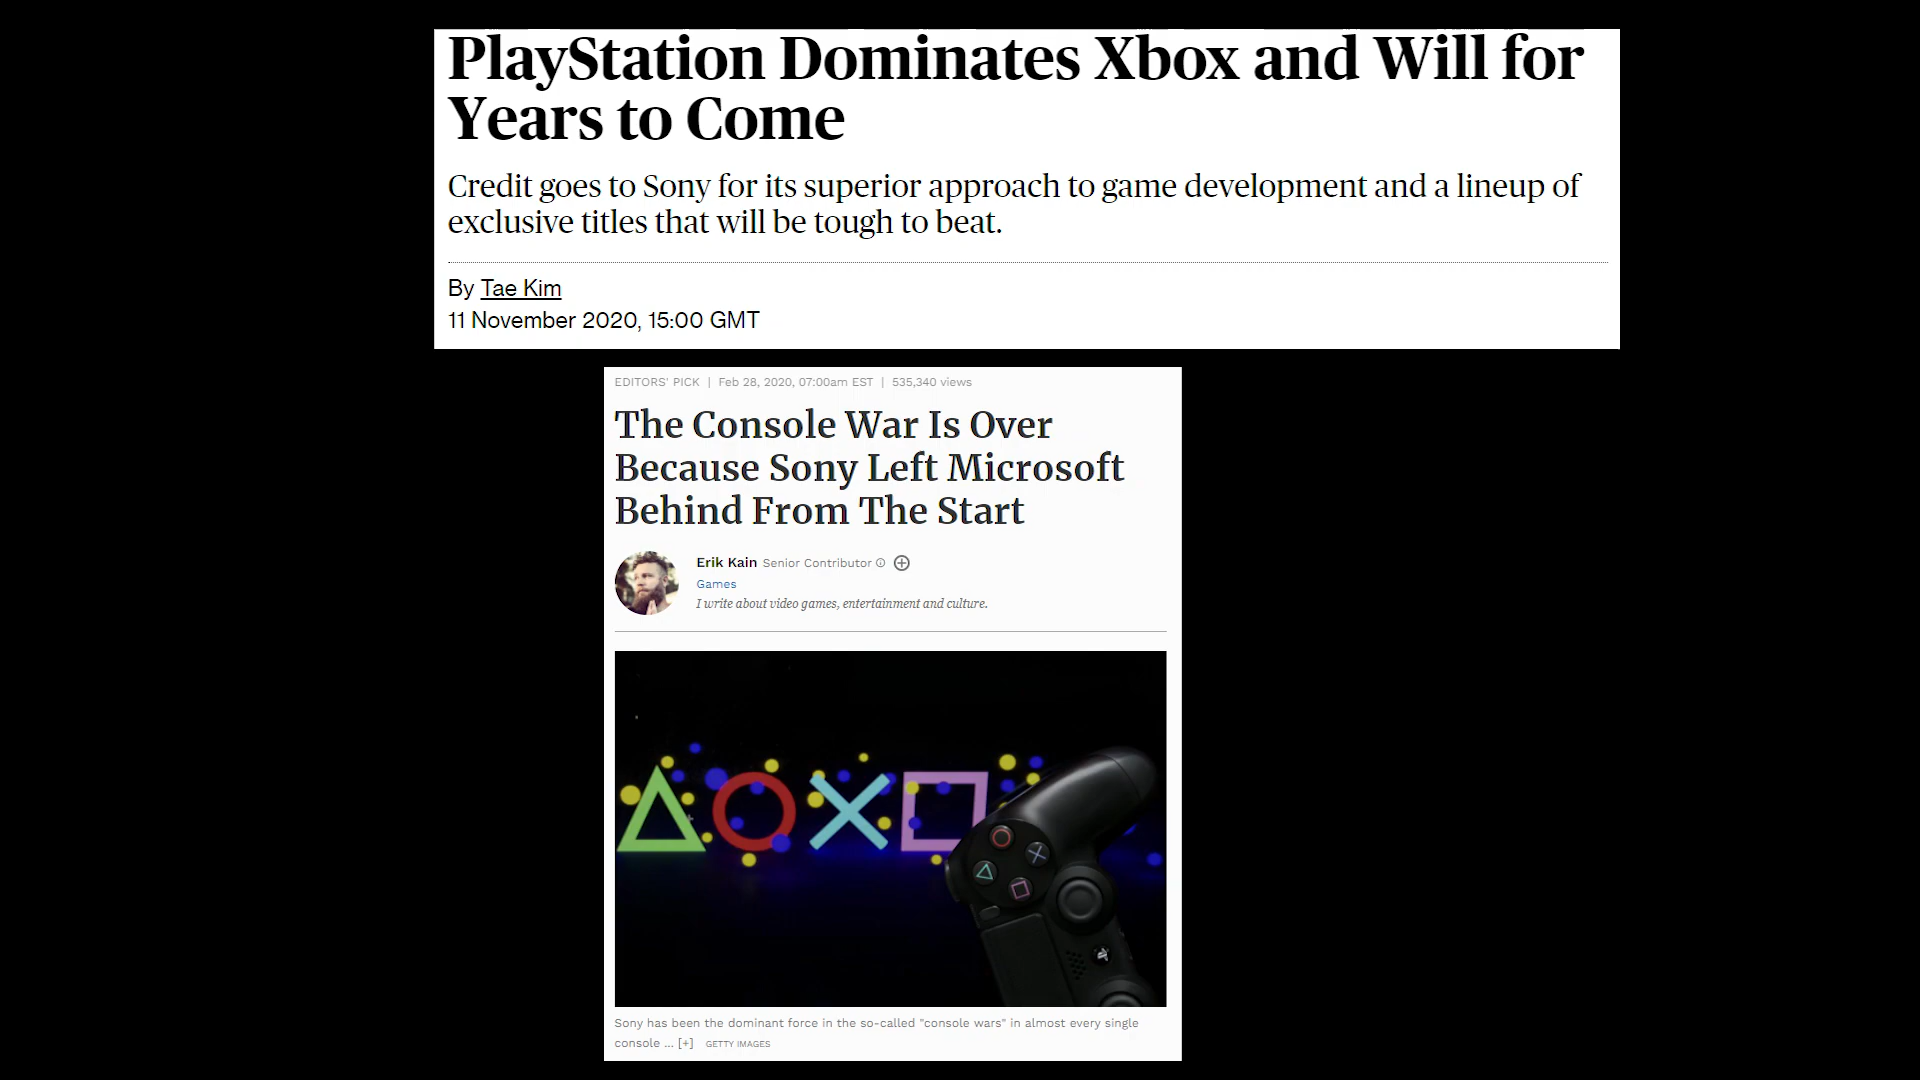 PlayStation Dominates Xbox and Will for
Years to Come
Credit goes to Sony for its superior approach to game development and a lineup of
exclusive titles that will be tough to beat.
By Tae Kim
11 November 2020, 15:00 GMT
EDITORS' PICK | Feb 28, 2020, 07:00am EST | 535,340 views
The Console War Is Over
Because Sony Left Microsoft
Behind From The Start
Erik Kain Senior Contributor
Games
I write about video games, entertainment and culture.
Sony has been the dominant force in the so-called "console wars" in almost every single
console ... [+] GETTY IMAGES